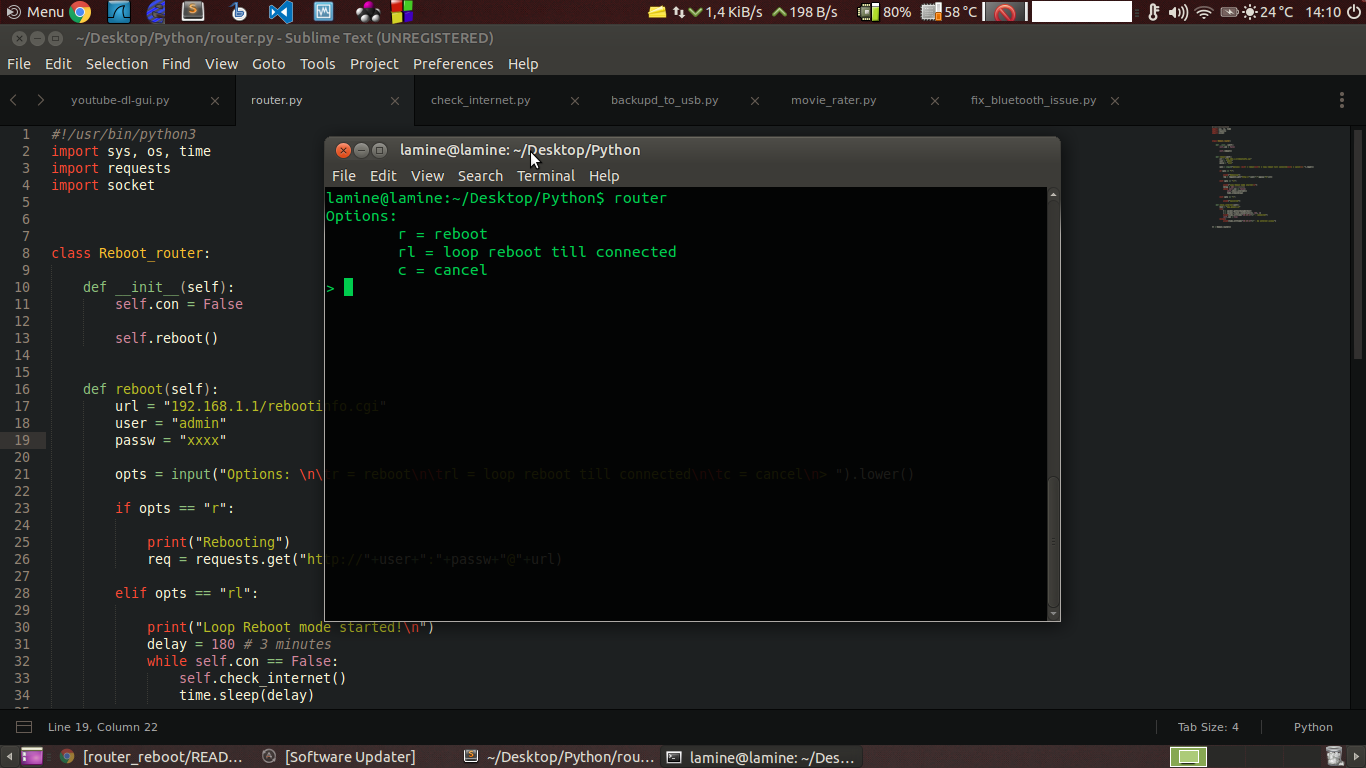 Menu 1,4 KiB/s 198 B/s 80% 58 °C 24 °C 14:10
~/Desktop/Python/router.py - Sublime Text (UNREGISTERED)
File Edit Selection Find View Goto Tools Project Preferences Help
youtube-dl-gui.py router.py check_internet.py backupd_to_usb.py movie_rater.py fix_bluetooth_issue.py
1 #!/usr/bin/python3
2 import sys, os, time
3 import requests
4 import socket
5
6
7
8 class Reboot_router:
9
10 def __init__(self):
11 self.con = False
12
13 self.reboot()
14
15
16 def reboot(self):
17 url = "192.168.1.1/rebootinfo.cgi"
18 user = "admin"
19 passw = "xxxx"
20
21 opts = input("Options: \n\tr = reboot\n\trl = loop reboot till connected\n\tc = cancel\n> ").lower()
22
23 if opts == "r":
24
25 print("Rebooting")
26 req = requests.get("http://"+user+":"+passw+"@"+url)
27
28 elif opts == "rl":
29
30 print("Loop Reboot mode started!\n")
31 delay = 180 # 3 minutes
32 while self.con == False:
33 self.check_internet()
34 time.sleep(delay)
lamine@lamine: ~/Desktop/Python
File Edit View Search Terminal Help
lamine@lamine:~/Desktop/Python$ router
Options:
r = reboot
rl = loop reboot till connected
c = cancel
>
Line 19, Column 22 Tab Size: 4 Python
[router_reboot/READ... [Software Updater] ~/Desktop/Python/rou... lamine@lamine: ~/Des...